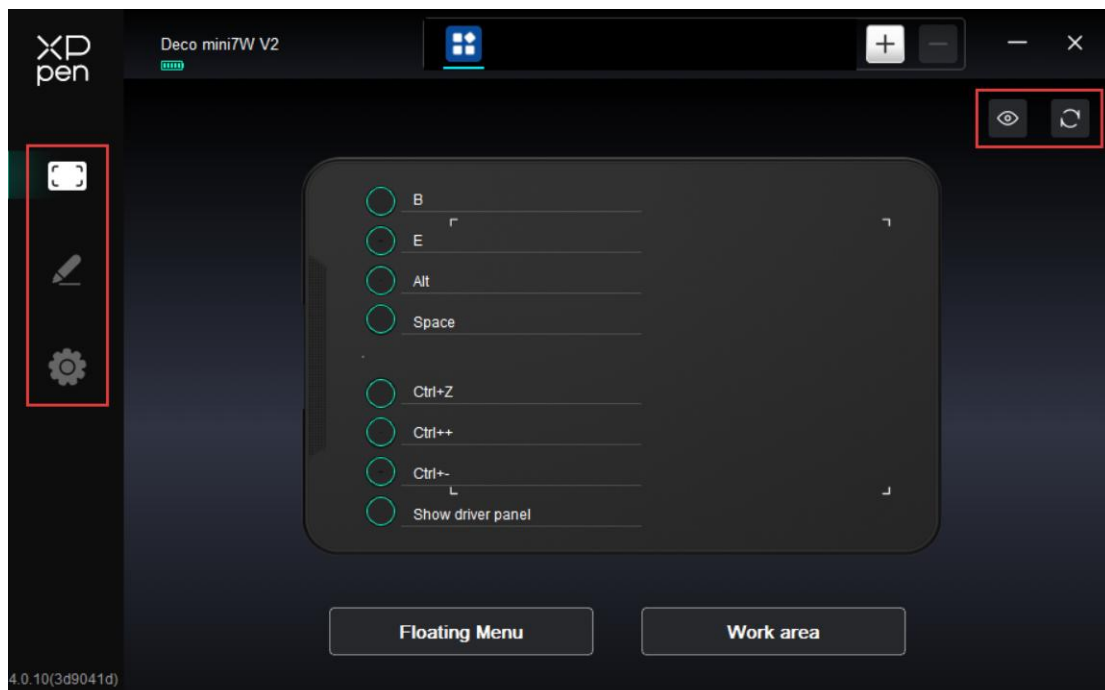 XP
pen
Deco mini7W V2
B
E
Alt
Space
Ctrl+Z
Ctrl++
Ctrl+-
Show driver panel
Floating Menu
Work area
4.0.10(3d9041d)